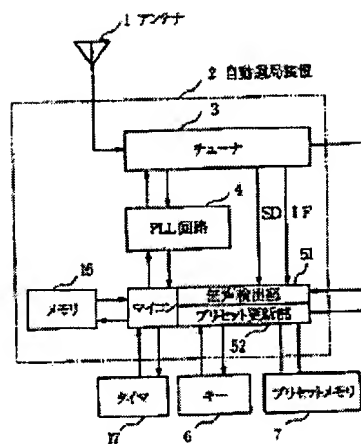 1 アンテナ
2 自動選局装置
3
チューナ
4
PLL回路
SD IF
51
15
メモリ
マイコン
検出部
プリセット更新部
52
タイマ
キー
プリセットメモリ
17
6
7